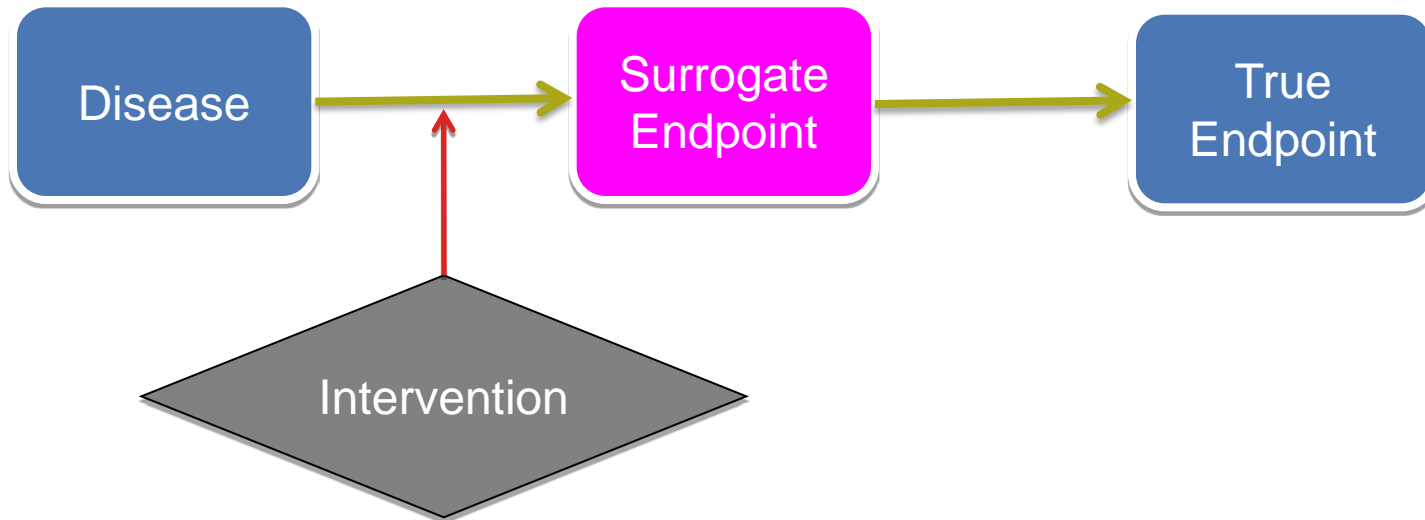 Disease
Surrogate
Endpoint
True
Endpoint
Intervention